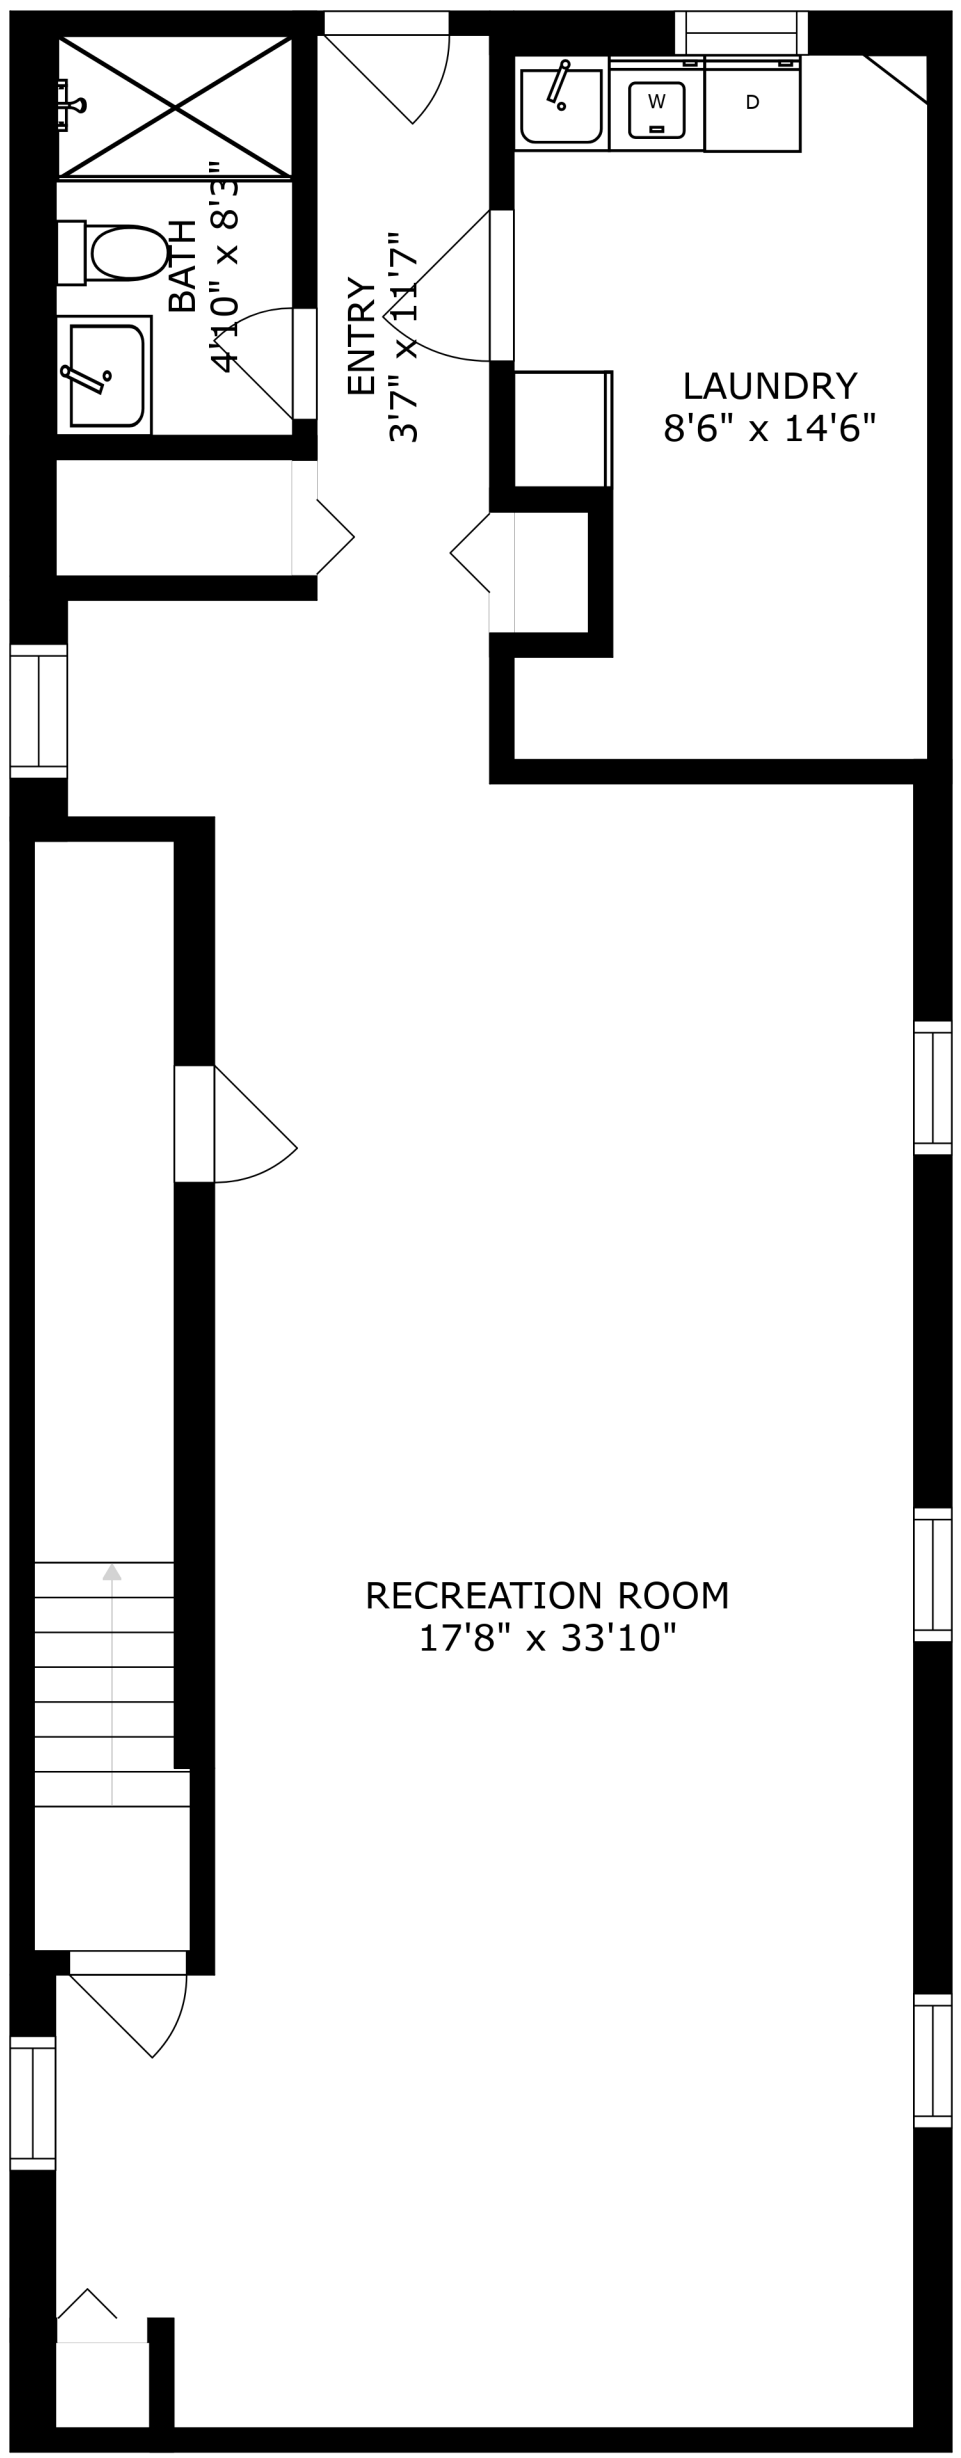 W
D
BATH
4'10" x 8'3"
ENTRY
3'7" x 11'7"
LAUNDRY
8'6" x 14'6"
RECREATION ROOM
17'8" x 33'10"